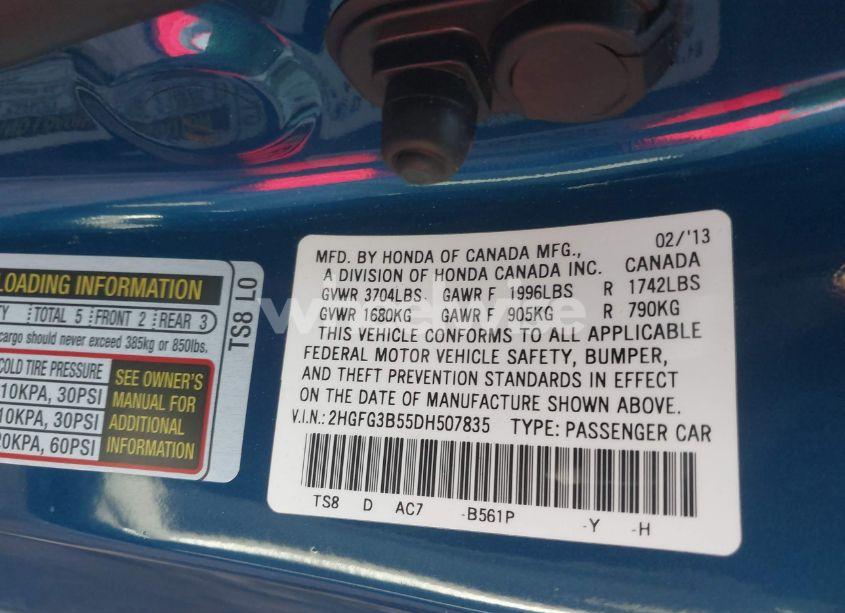 LOADING INFORMATION
TY TOTAL 5 FRONT 2 REAR 3
cargo should never exceed 385kg or 850lbs.
COLD TIRE PRESSURE
10KPA, 30PSI
10KPA, 30PSI
20KPA, 60PSI
SEE OWNER'S
MANUAL FOR
ADDITIONAL
INFORMATION
TS8 L0
MFD. BY HONDA OF CANADA MFG., 02/'13
A DIVISION OF HONDA CANADA INC. CANADA
GVWR 3704LBS GAWR F 1996LBS R 1742LBS
GVWR 1680KG GAWR F 905KG R 790KG
THIS VEHICLE CONFORMS TO ALL APPLICABLE
FEDERAL MOTOR VEHICLE SAFETY, BUMPER,
AND THEFT PREVENTION STANDARDS IN EFFECT
ON THE DATE OF MANUFACTURE SHOWN ABOVE.
V.I.N.: 2HGFG3B55DH507835 TYPE: PASSENGER CAR
TS8 D AC7 -B561P -Y -H